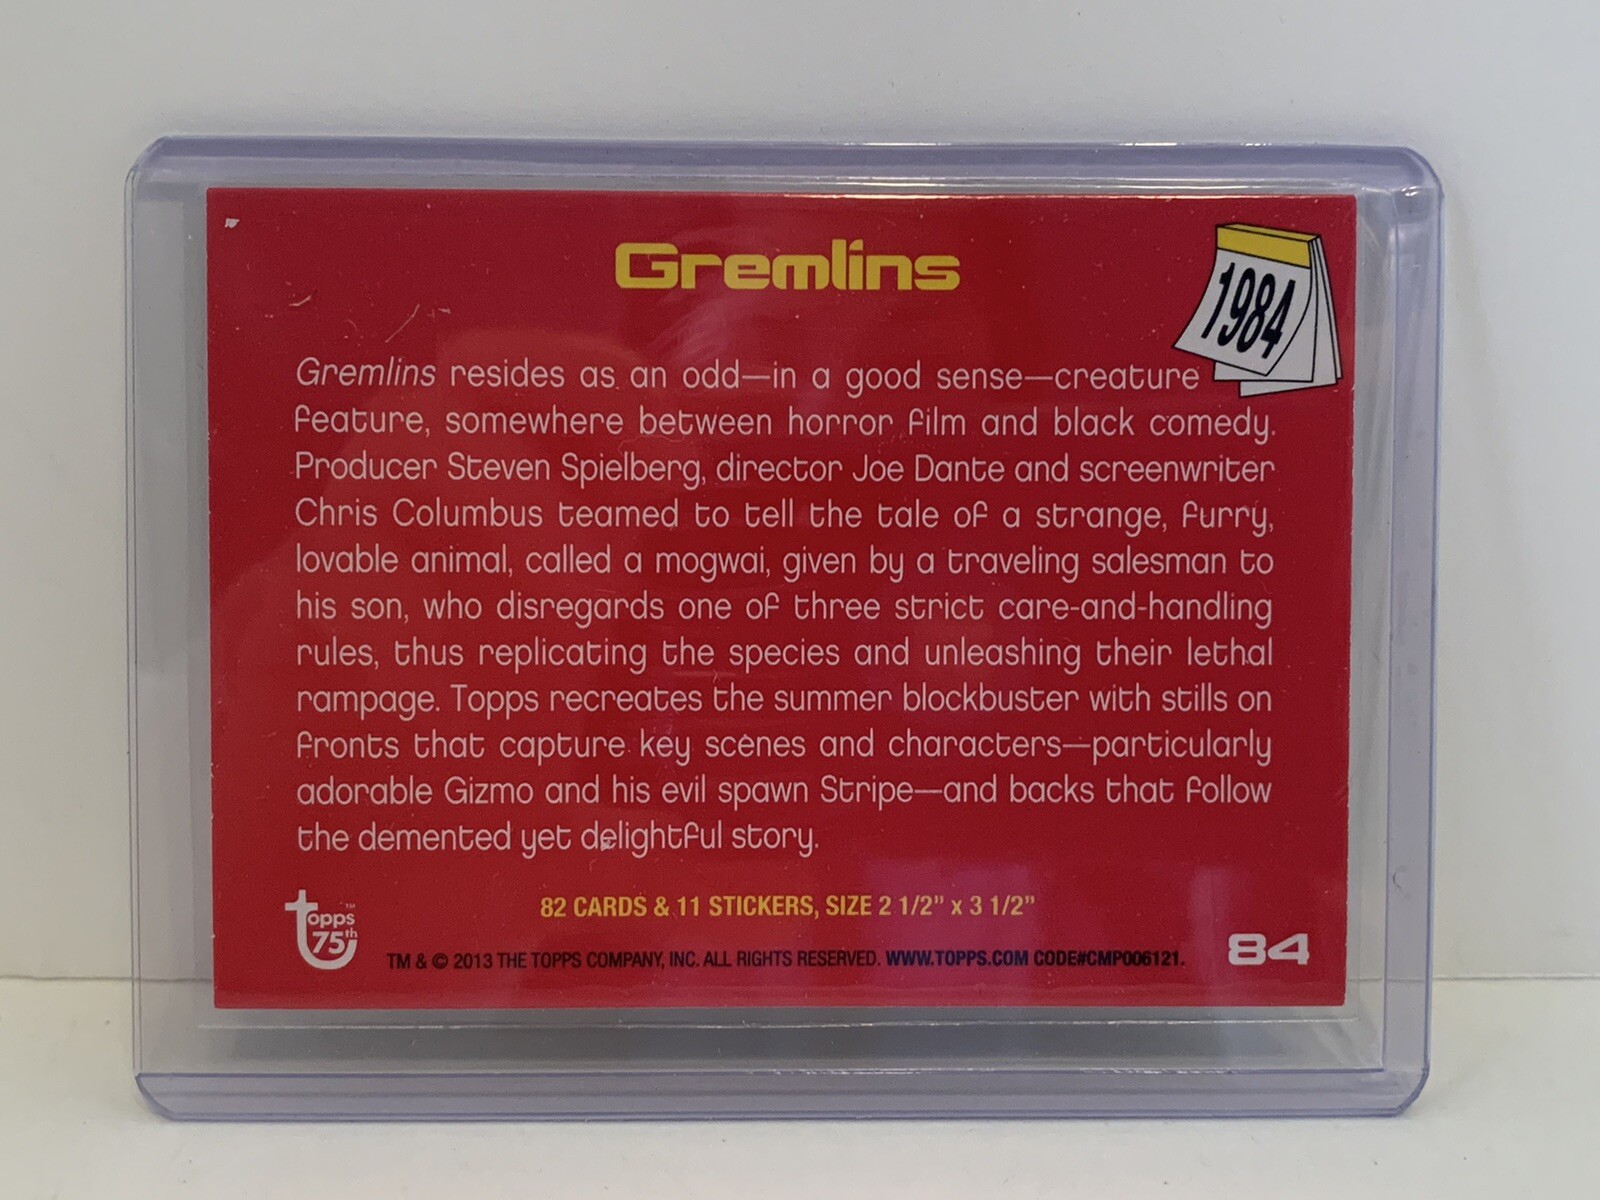 Gremlins
1984
Gremlins resides as an odd—in a good sense—creature
feature, somewhere between horror film and black comedy.
Producer Steven Spielberg, director Joe Dante and screenwriter
Chris Columbus teamed to tell the tale of a strange, furry,
lovable animal, called a mogwai, given by a traveling salesman to
his son, who disregards one of three strict care-and-handling
rules, thus replicating the species and unleashing their lethal
rampage. Topps recreates the summer blockbuster with stills on
fronts that capture key scenes and characters—particularly
adorable Gizmo and his evil spawn Stripe—and backs that follow
the demented yet delightful story.
topps™
75th
82 CARDS & 11 STICKERS, SIZE 2 1/2" x 3 1/2"
TM & © 2013 THE TOPPS COMPANY, INC. ALL RIGHTS RESERVED. WWW.TOPPS.COM CODE#CMP006121.
84